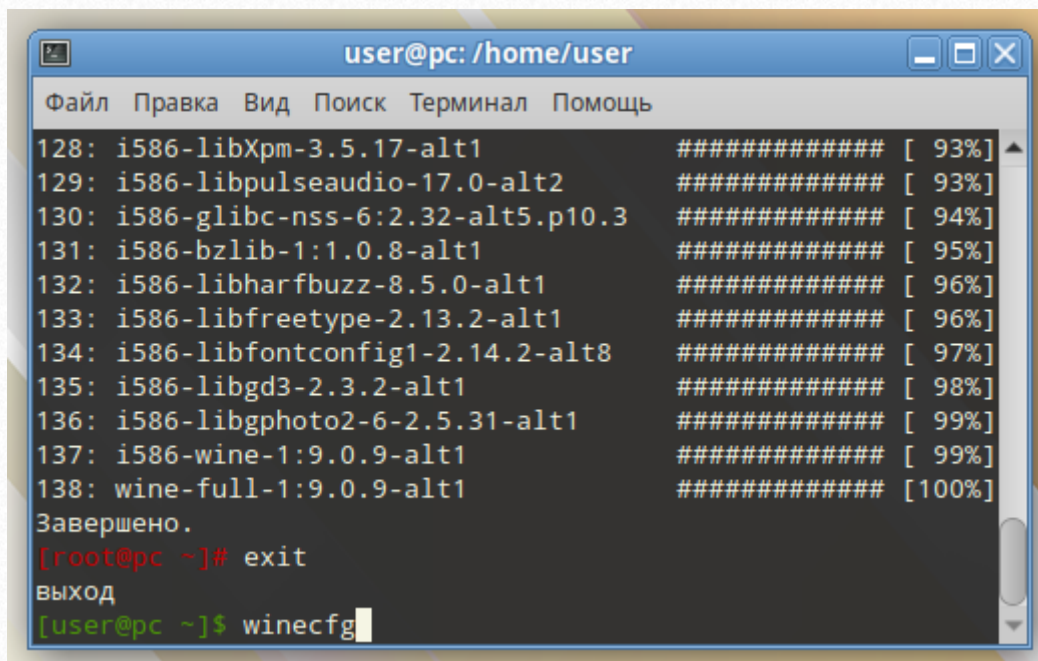 user@pc: /home/user
Файл Правка Вид Поиск Терминал Помощь
128: i586-libXpm-3.5.17-alt1 ############# [ 93%]
129: i586-libpulseaudio-17.0-alt2 ############# [ 93%]
130: i586-glibc-nss-6:2.32-alt5.p10.3 ############# [ 94%]
131: i586-bzlib-1:1.0.8-alt1 ############# [ 95%]
132: i586-libharfbuzz-8.5.0-alt1 ############# [ 96%]
133: i586-libfreetype-2.13.2-alt1 ############# [ 96%]
134: i586-libfontconfig1-2.14.2-alt8 ############# [ 97%]
135: i586-libgd3-2.3.2-alt1 ############# [ 98%]
136: i586-libgphoto2-6-2.5.31-alt1 ############# [ 99%]
137: i586-wine-1:9.0.9-alt1 ############# [ 99%]
138: wine-full-1:9.0.9-alt1 ############# [100%]
Завершено.
[root@pc ~]# exit
выход
[user@pc ~]$ winecfg